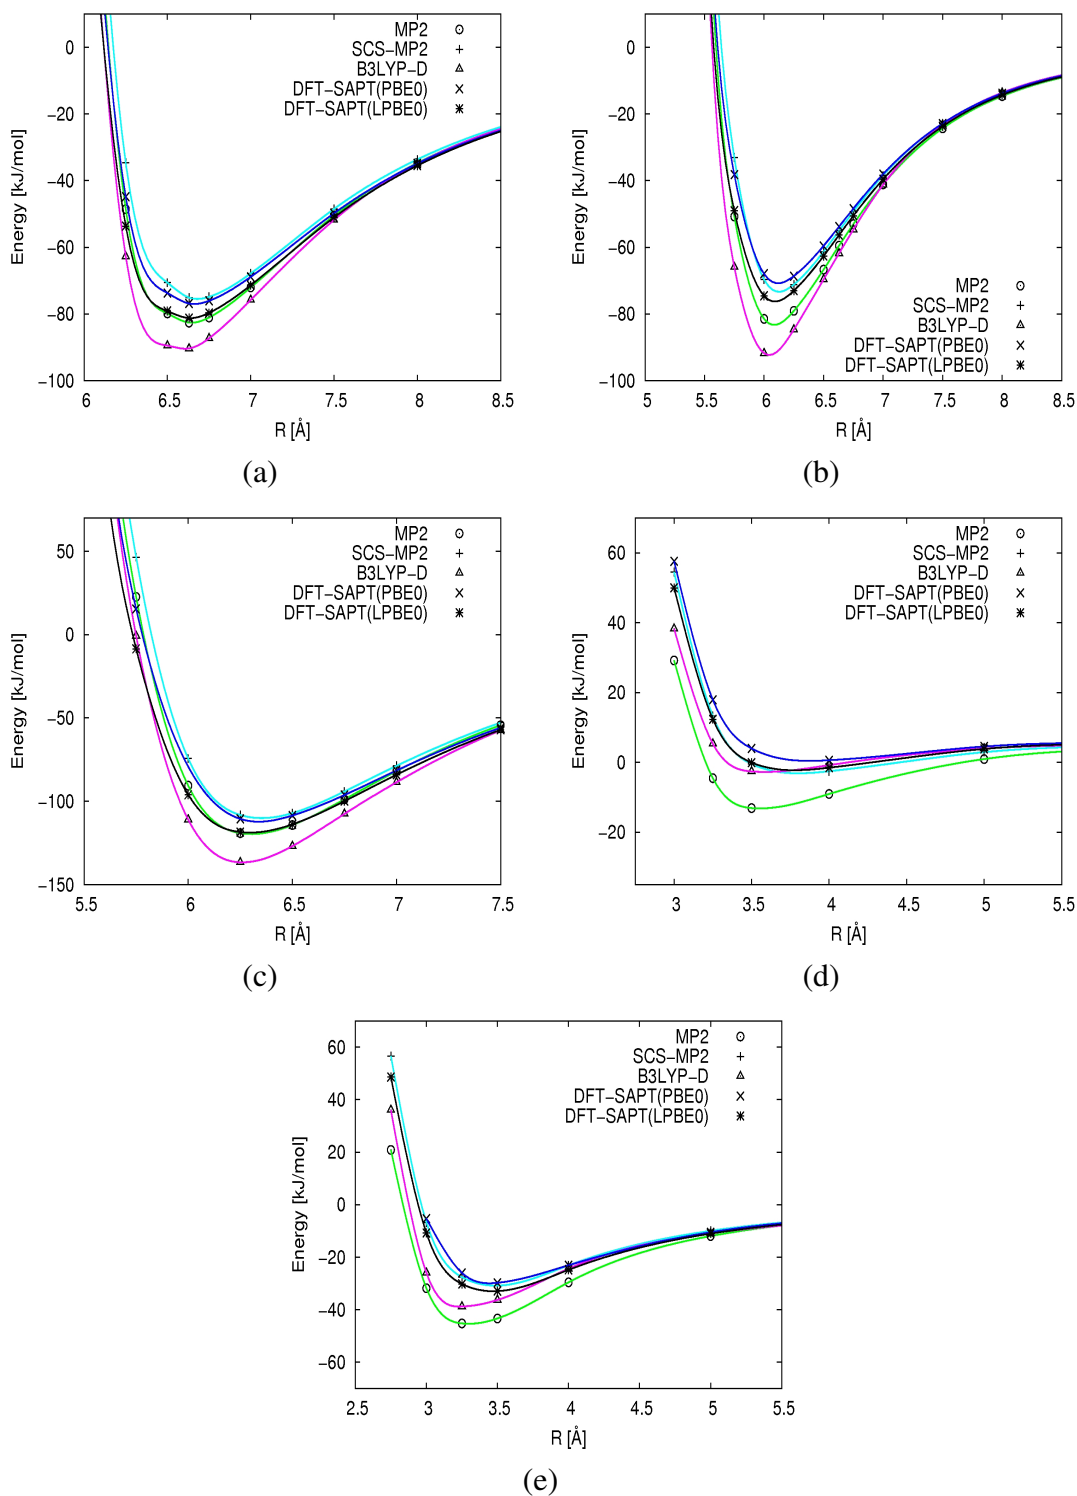 0
−20
−40
−60
−80
−100
6 6.5 7 7.5 8 8.5
Energy [kJ/mol]
R [Å]
MP2
SCS−MP2
B3LYP−D
DFT−SAPT(PBE0)
DFT−SAPT(LPBE0)
(a)
0
−20
−40
−60
−80
−100
5 5.5 6 6.5 7 7.5 8 8.5
Energy [kJ/mol]
R [Å]
MP2
SCS−MP2
B3LYP−D
DFT−SAPT(PBE0)
DFT−SAPT(LPBE0)
(b)
50
0
−50
−100
−150
5.5 6 6.5 7 7.5
Energy [kJ/mol]
R [Å]
MP2
SCS−MP2
B3LYP−D
DFT−SAPT(PBE0)
DFT−SAPT(LPBE0)
(c)
60
40
20
0
−20
3 3.5 4 4.5 5 5.5
Energy [kJ/mol]
R [Å]
MP2
SCS−MP2
B3LYP−D
DFT−SAPT(PBE0)
DFT−SAPT(LPBE0)
(d)
60
40
20
0
−20
−40
−60
2.5 3 3.5 4 4.5 5 5.5
Energy [kJ/mol]
R [Å]
MP2
SCS−MP2
B3LYP−D
DFT−SAPT(PBE0)
DFT−SAPT(LPBE0)
(e)